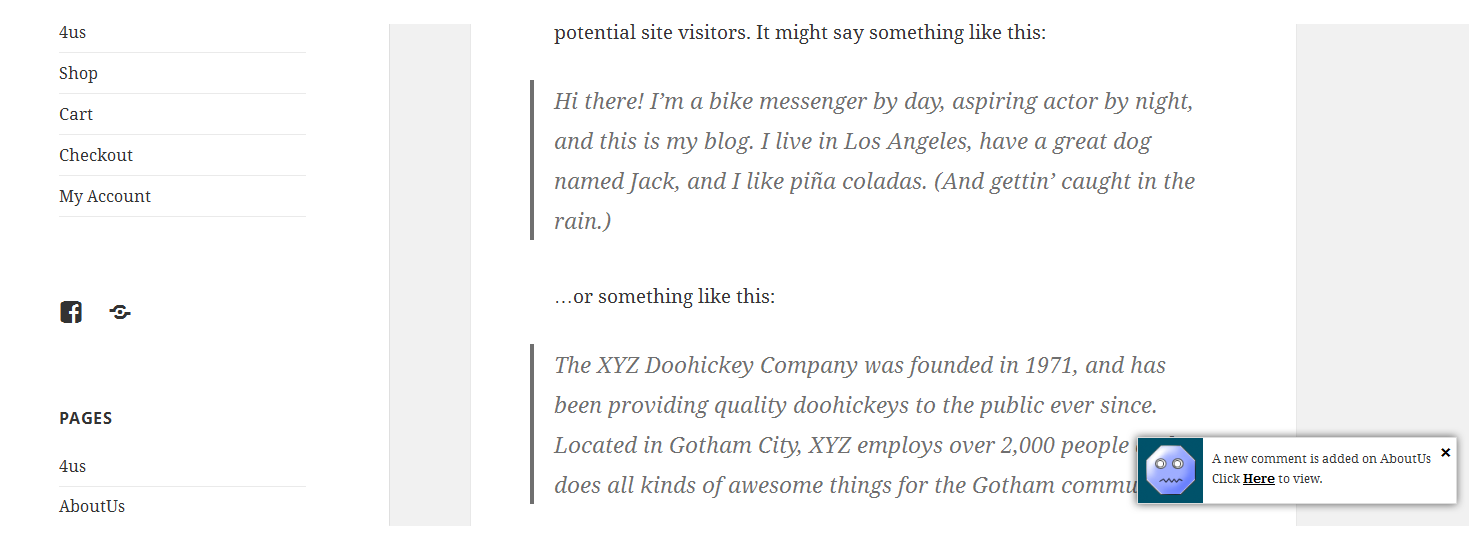 4us
Shop
Cart
Checkout
My Account
PAGES
4us
AboutUs
potential site visitors. It might say something like this:
Hi there! I’m a bike messenger by day, aspiring actor by night,
and this is my blog. I live in Los Angeles, have a great dog
named Jack, and I like piña coladas. (And gettin’ caught in the
rain.)
…or something like this:
The XYZ Doohickey Company was founded in 1971, and has
been providing quality doohickeys to the public ever since.
Located in Gotham City, XYZ employs over 2,000 people
does all kinds of awesome things for the Gotham
A new comment is added on AboutUs
Click Here to view.